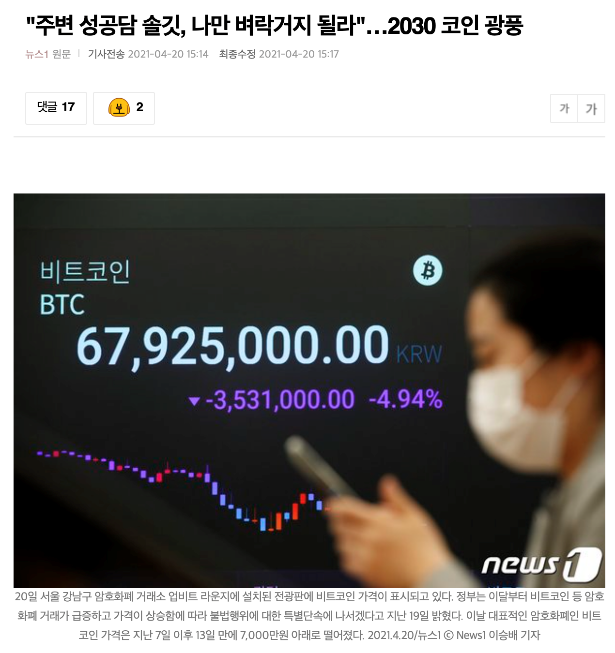 "주변 성공담 솔깃, 나만 벼락거지 될라"…2030 코인 광풍
뉴스1 원문 | 기사전송 2021-04-20 15:14 최종수정 2021-04-20 15:17
댓글 17
2
가 가
비트코인
BTC
67,925,000.00 KRW
▼-3,531,000.00 -4.94%
news1
20일 서울 강남구 암호화폐 거래소 업비트 라운지에 설치된 전광판에 비트코인 가격이 표시되고 있다. 정부는 이달부터 비트코인 등 암호
화폐 거래가 급증하고 가격이 상승함에 따라 불법행위에 대한 특별단속에 나서겠다고 지난 19일 밝혔다. 이날 대표적인 암호화폐인 비트
코인 가격은 지난 7일 이후 13일 만에 7,000만원 아래로 떨어졌다. 2021.4.20/뉴스1 © News1 이승배 기자